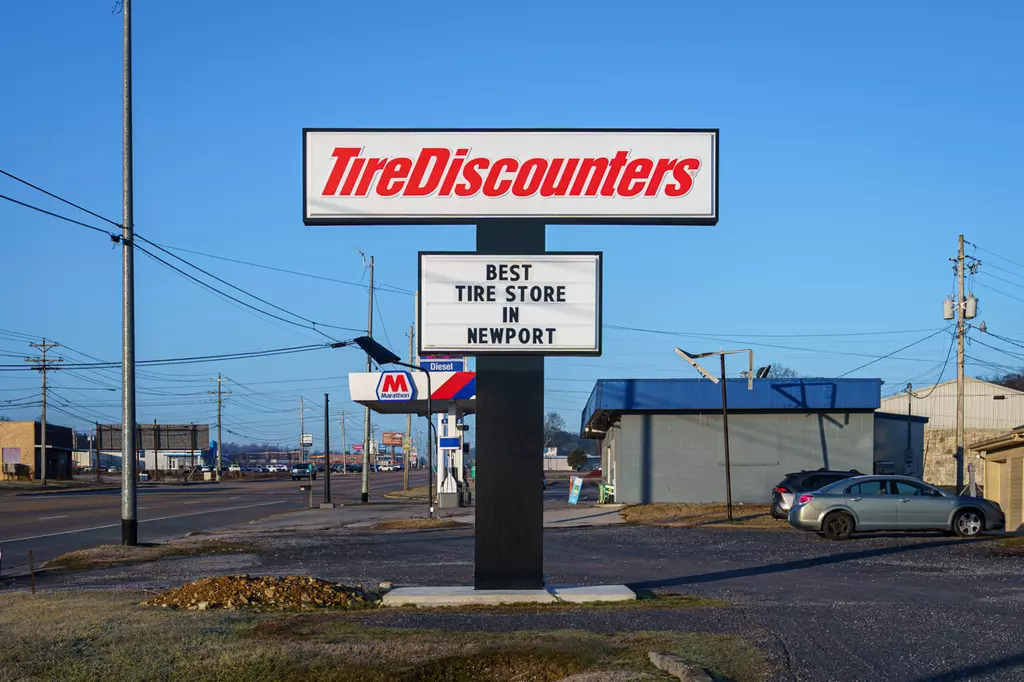 TireDiscounters
BEST
TIRE STORE
IN
NEWPORT
Diesel
M
Marathon